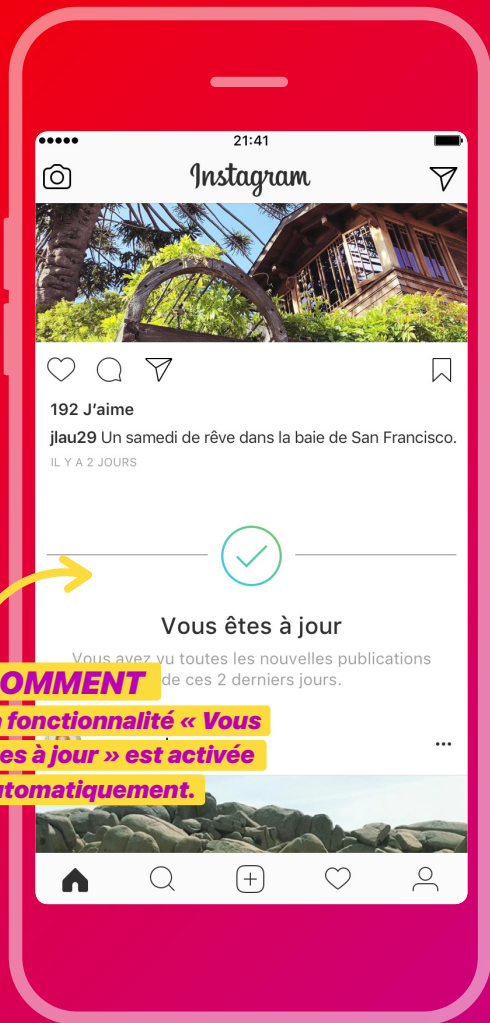 21:41
Instagram
192 J'aime
jlau29 Un samedi de rêve dans la baie de San Francisco.
IL Y A 2 JOURS
Vous êtes à jour
Vous avez vu toutes les nouvelles publications
de ces 2 derniers jours.
OMMENT
fonctionnalité « Vous
tes à jour » est activée
utomatiquement.